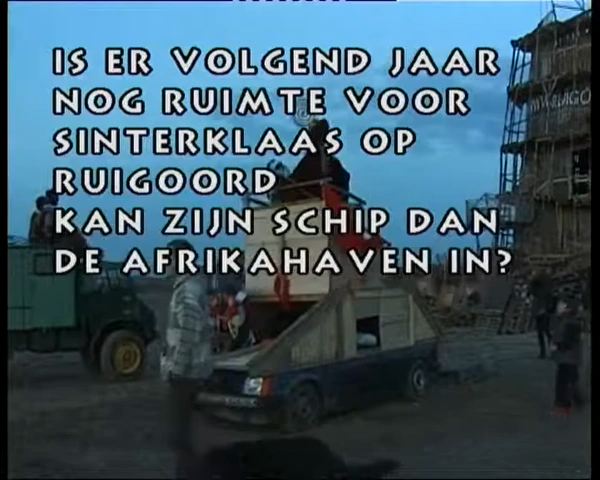 IS ER VOLGEND JAAR
NOG RUIMTE VOOR
SINTERKLAAS OP
RUIGOORD
KAN ZIJN SCHIP DAN
DE AFRIKAHAVEN IN?